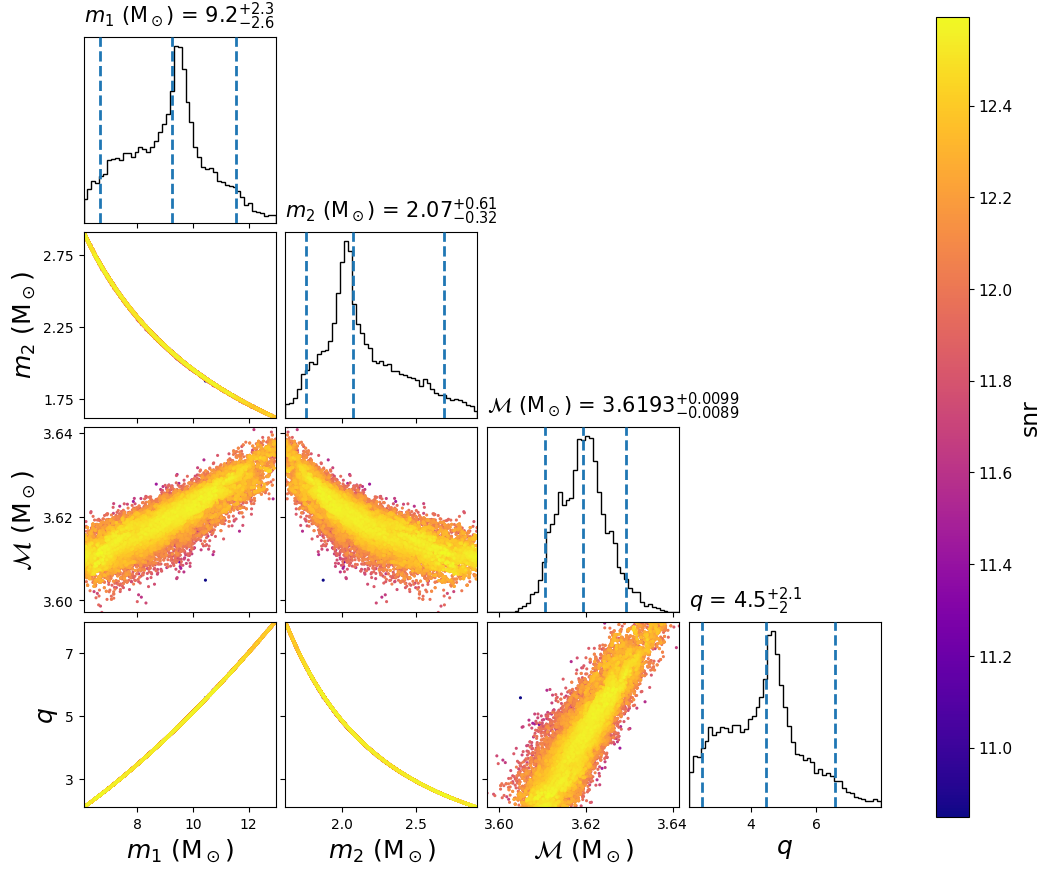 m₁ (M⊙) = 9.2⁺²·³₋₂.₆
m₂ (M⊙) = 2.07⁺⁰·⁶¹₋₀.₃₂
ℳ (M⊙) = 3.6193⁺⁰·⁰⁰⁹⁹₋₀.₀₀₈₉
q = 4.5⁺²·¹₋₂
m₂ (M⊙)
2.75
2.25
1.75
ℳ (M⊙)
3.64
3.62
3.60
q
7
5
3
8 10 12
m₁ (M⊙)
2.0 2.5
m₂ (M⊙)
3.60 3.62 3.64
ℳ (M⊙)
4 6
q
12.4
12.2
12.0
11.8
11.6
11.4
11.2
11.0
snr